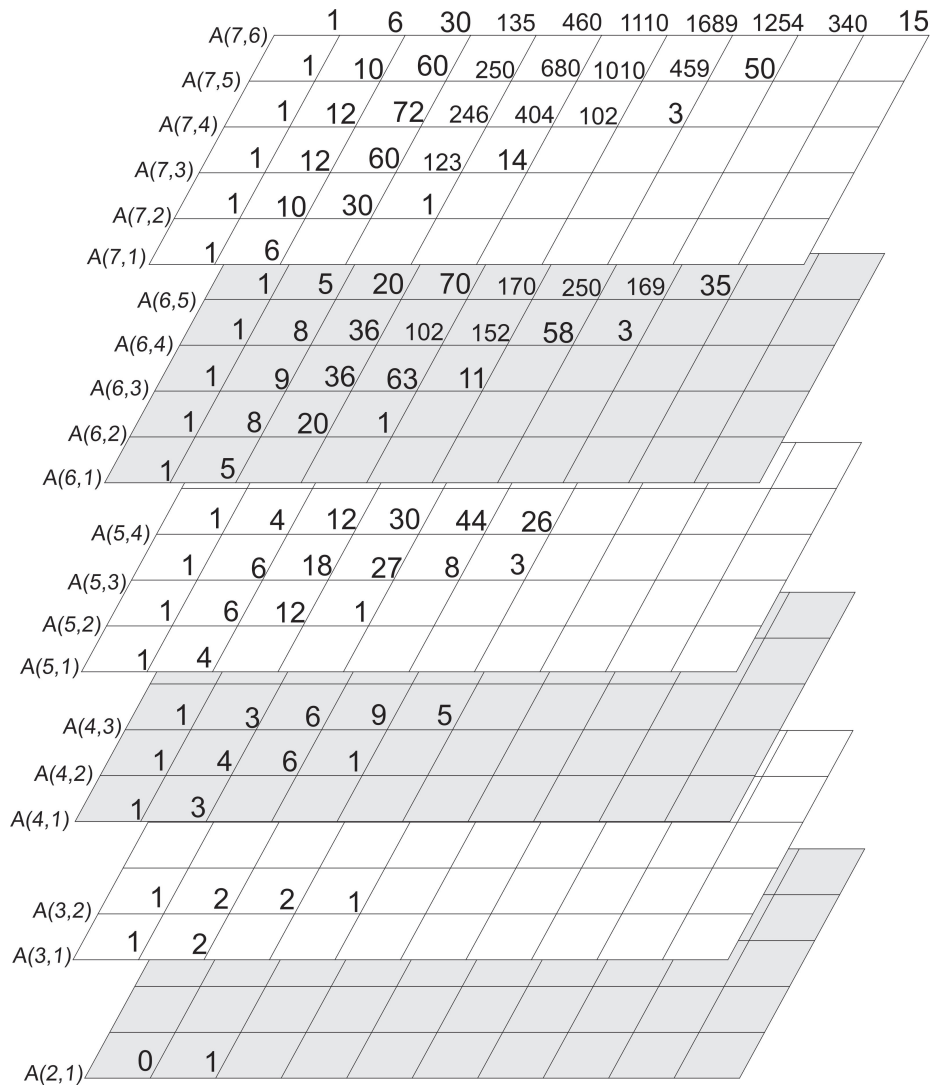 A(7,6) 1 6 30 135 460 1110 1689 1254 340 15
A(7,5) 1 10 60 250 680 1010 459 50
A(7,4) 1 12 72 246 404 102 3
A(7,3) 1 12 60 123 14
A(7,2) 1 10 30 1
A(7,1) 1 6
A(6,5) 1 5 20 70 170 250 169 35
A(6,4) 1 8 36 102 152 58 3
A(6,3) 1 9 36 63 11
A(6,2) 1 8 20 1
A(6,1) 1 5
A(5,4) 1 4 12 30 44 26
A(5,3) 1 6 18 27 8 3
A(5,2) 1 6 12 1
A(5,1) 1 4
A(4,3) 1 3 6 9 5
A(4,2) 1 4 6 1
A(4,1) 1 3
A(3,2) 1 2 2 1
A(3,1) 1 2
A(2,1) 0 1